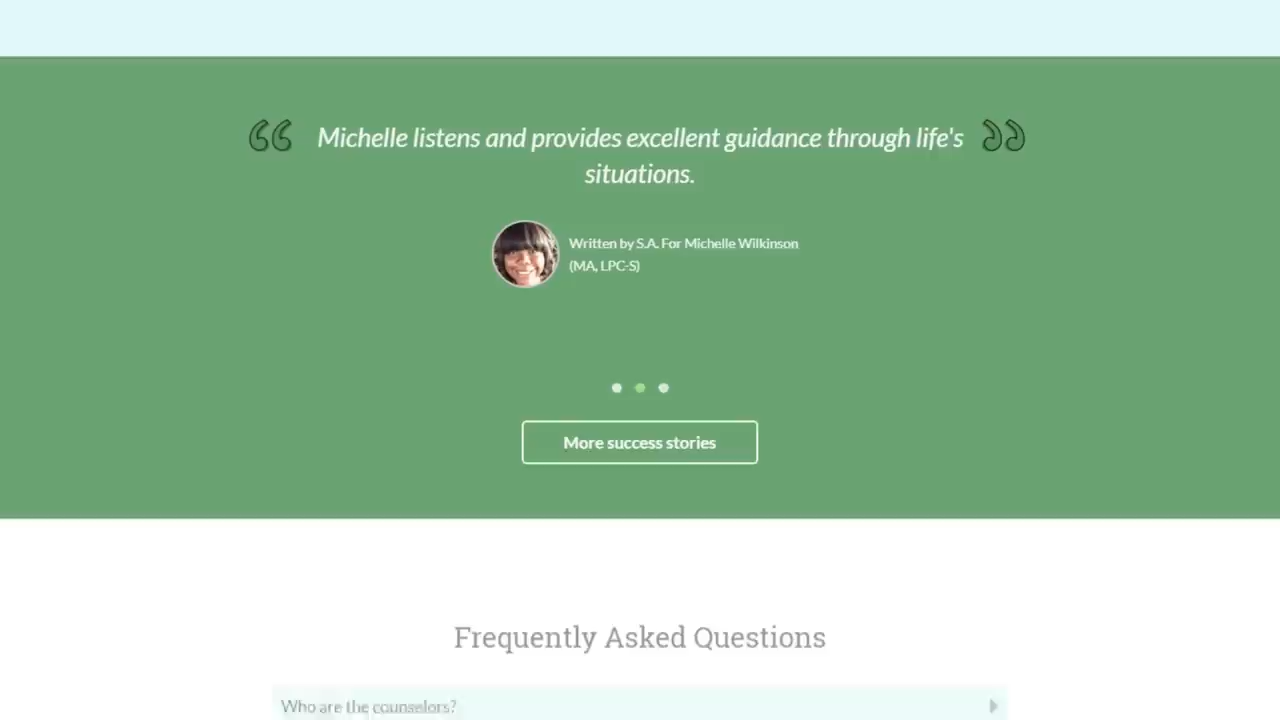 “ Michelle listens and provides excellent guidance through life's ”
situations.
Written by S.A. For Michelle Wilkinson
(MA, LPC-S)
More success stories
Frequently Asked Questions
Who are the counselors?